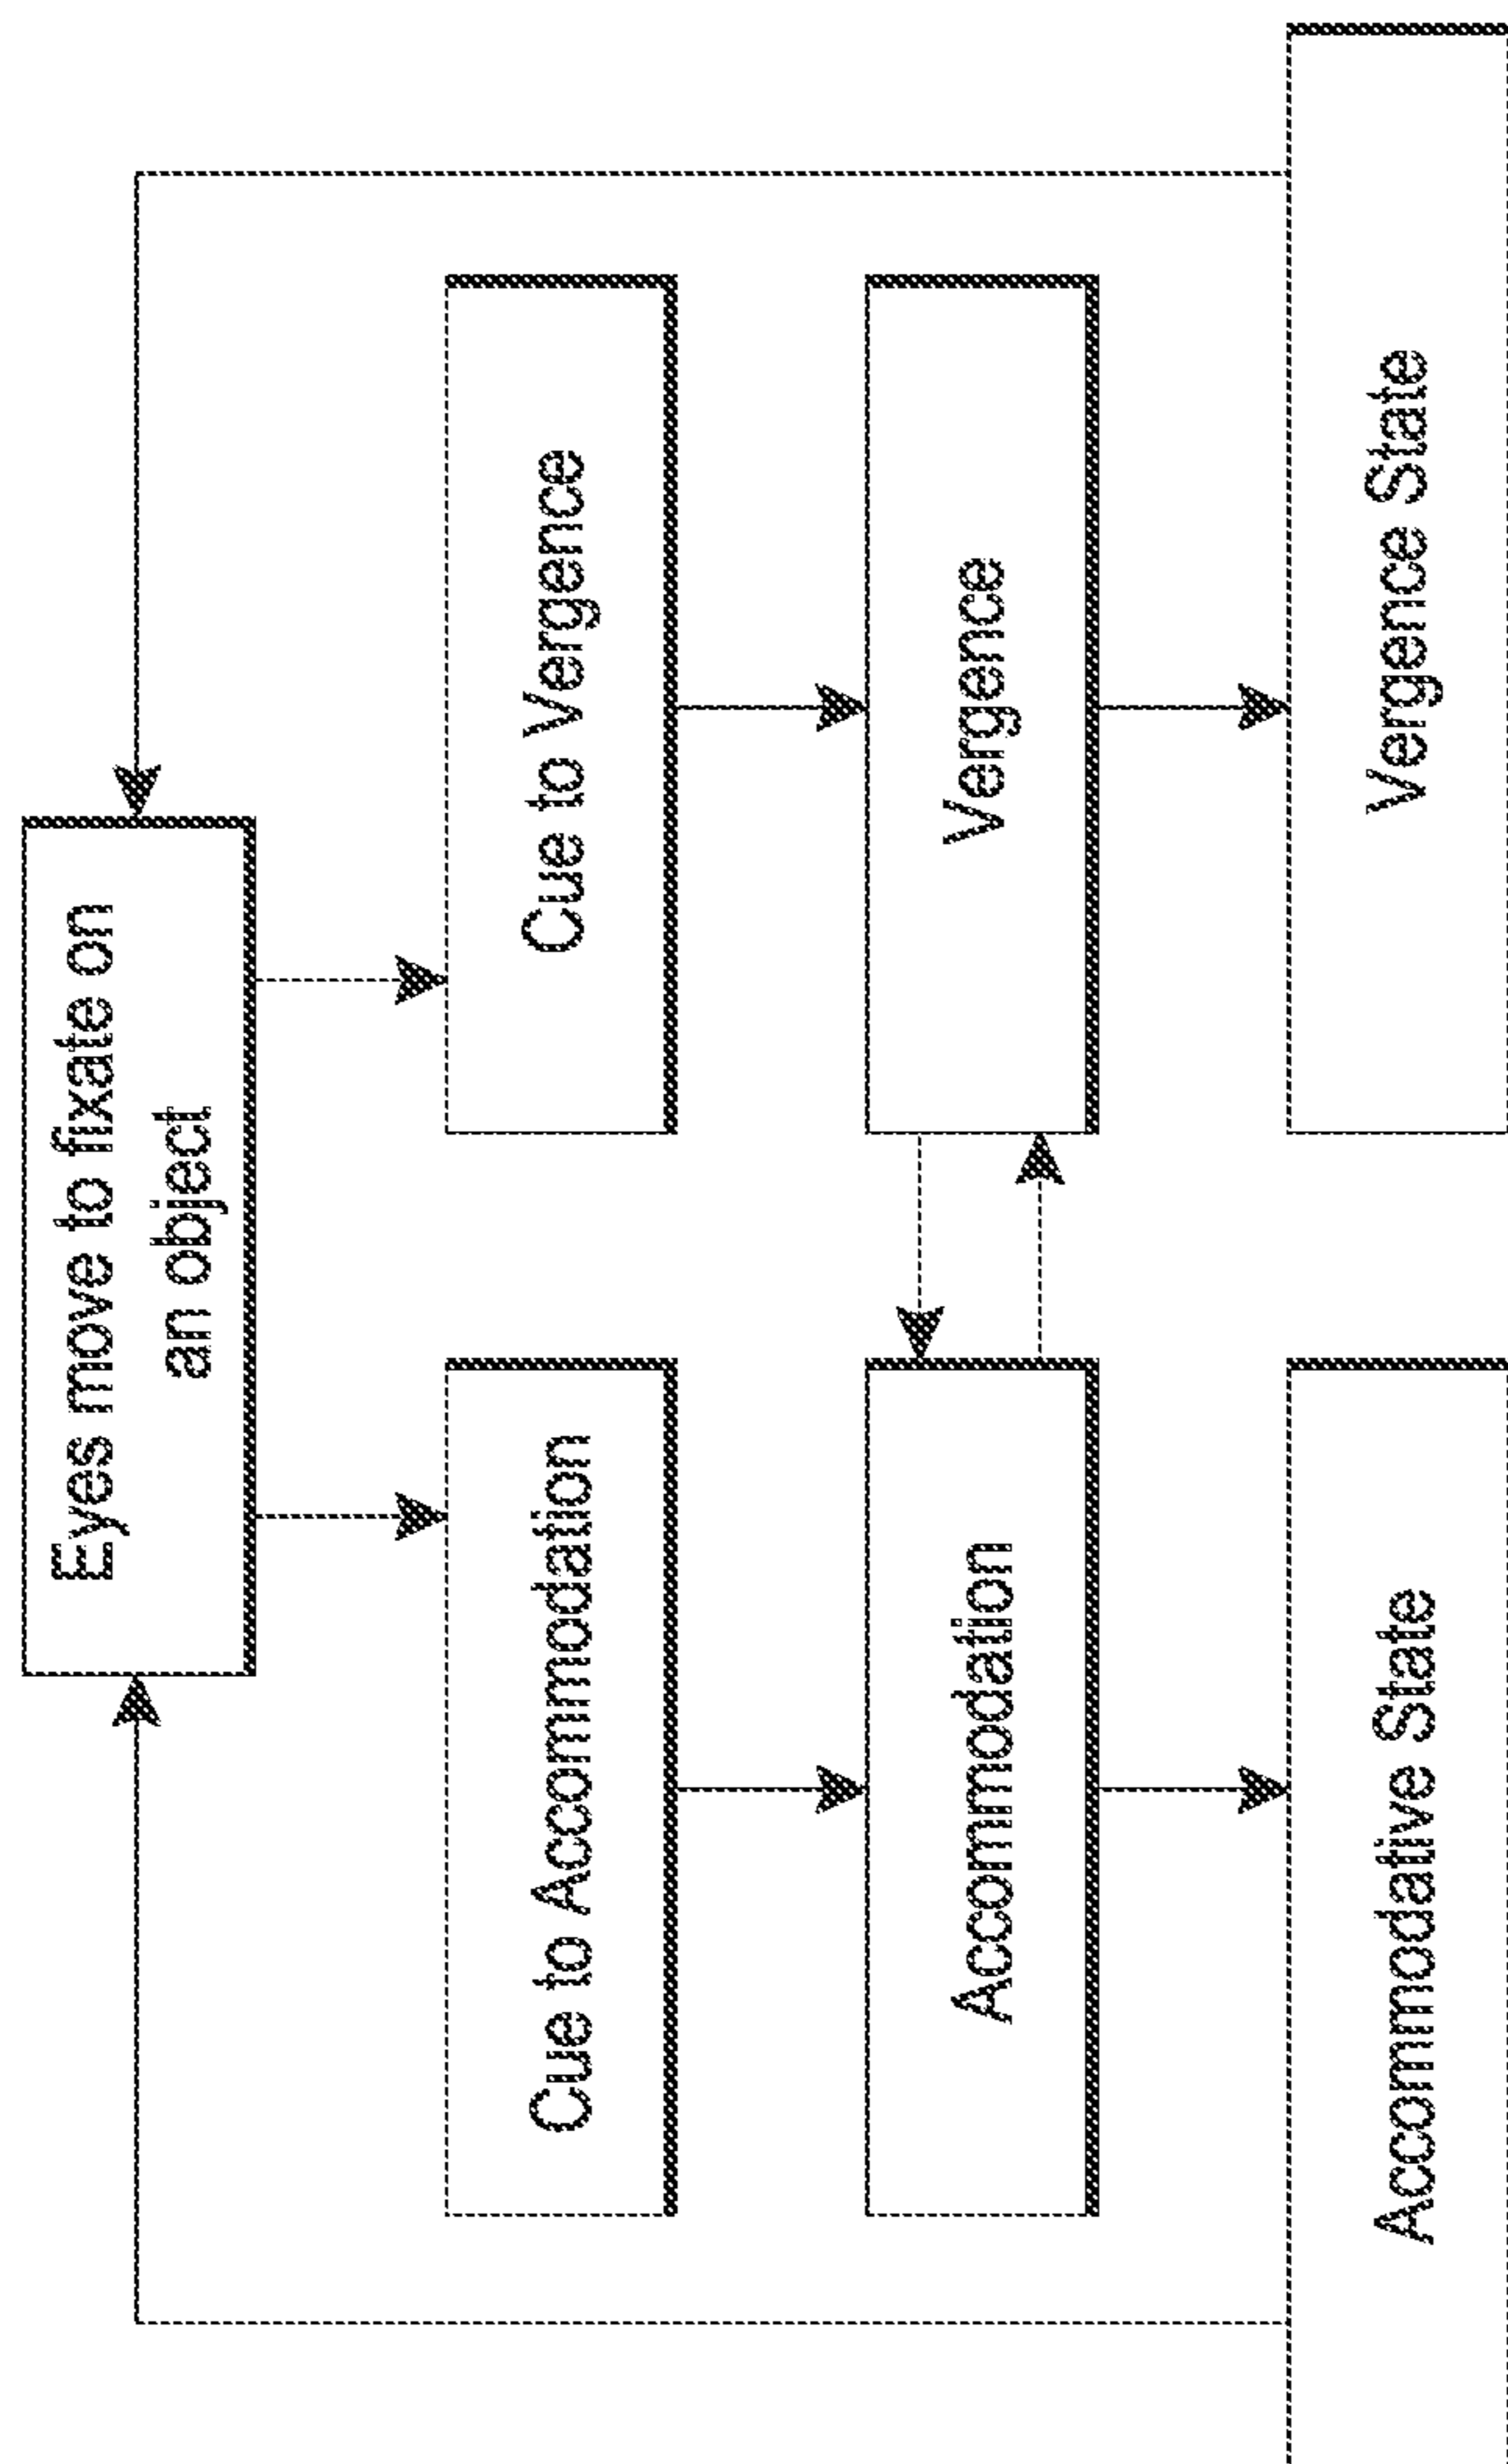 Eyes move to fixate on
an object
Cue to Accommodation
Cue to Vergence
Accommodation
Vergence
Accommodative State
Vergence State